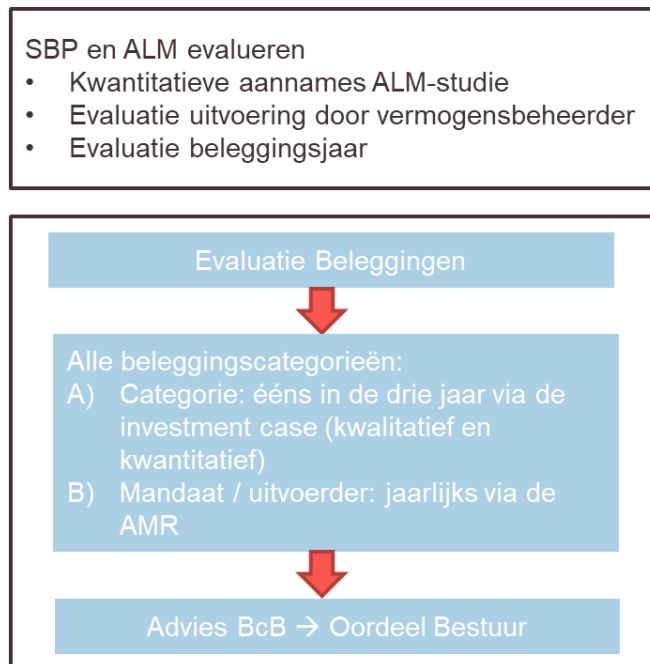 SBP en ALM evalueren
• Kwantitatieve aannames ALM-studie
• Evaluatie uitvoering door vermogensbeheerder
• Evaluatie beleggingsjaar
Evaluatie Beleggingen
Alle beleggingscategorieën:
A) Categorie: ééns in de drie jaar via de
investment case (kwalitatief en
kwantitatief)
B) Mandaat / uitvoerder: jaarlijks via de
AMR
Advies BcB → Oordeel Bestuur